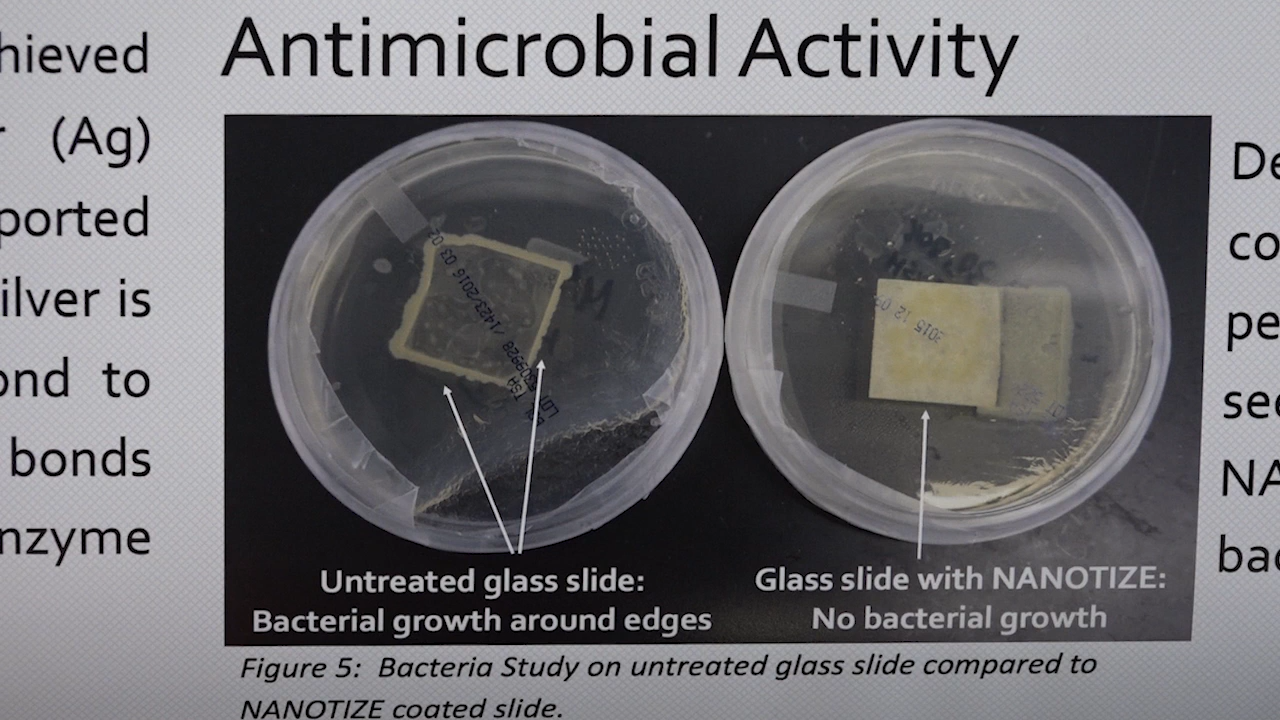 Antimicrobial Activity
hieved
(Ag)
ported
ilver is
ond to
bonds
nzyme
Untreated glass slide:
Bacterial growth around edges
Glass slide with NANOTIZE:
No bacterial growth
Figure 5: Bacteria Study on untreated glass slide compared to
NANOTIZE coated slide.
De
co
pe
sec
NA
bac